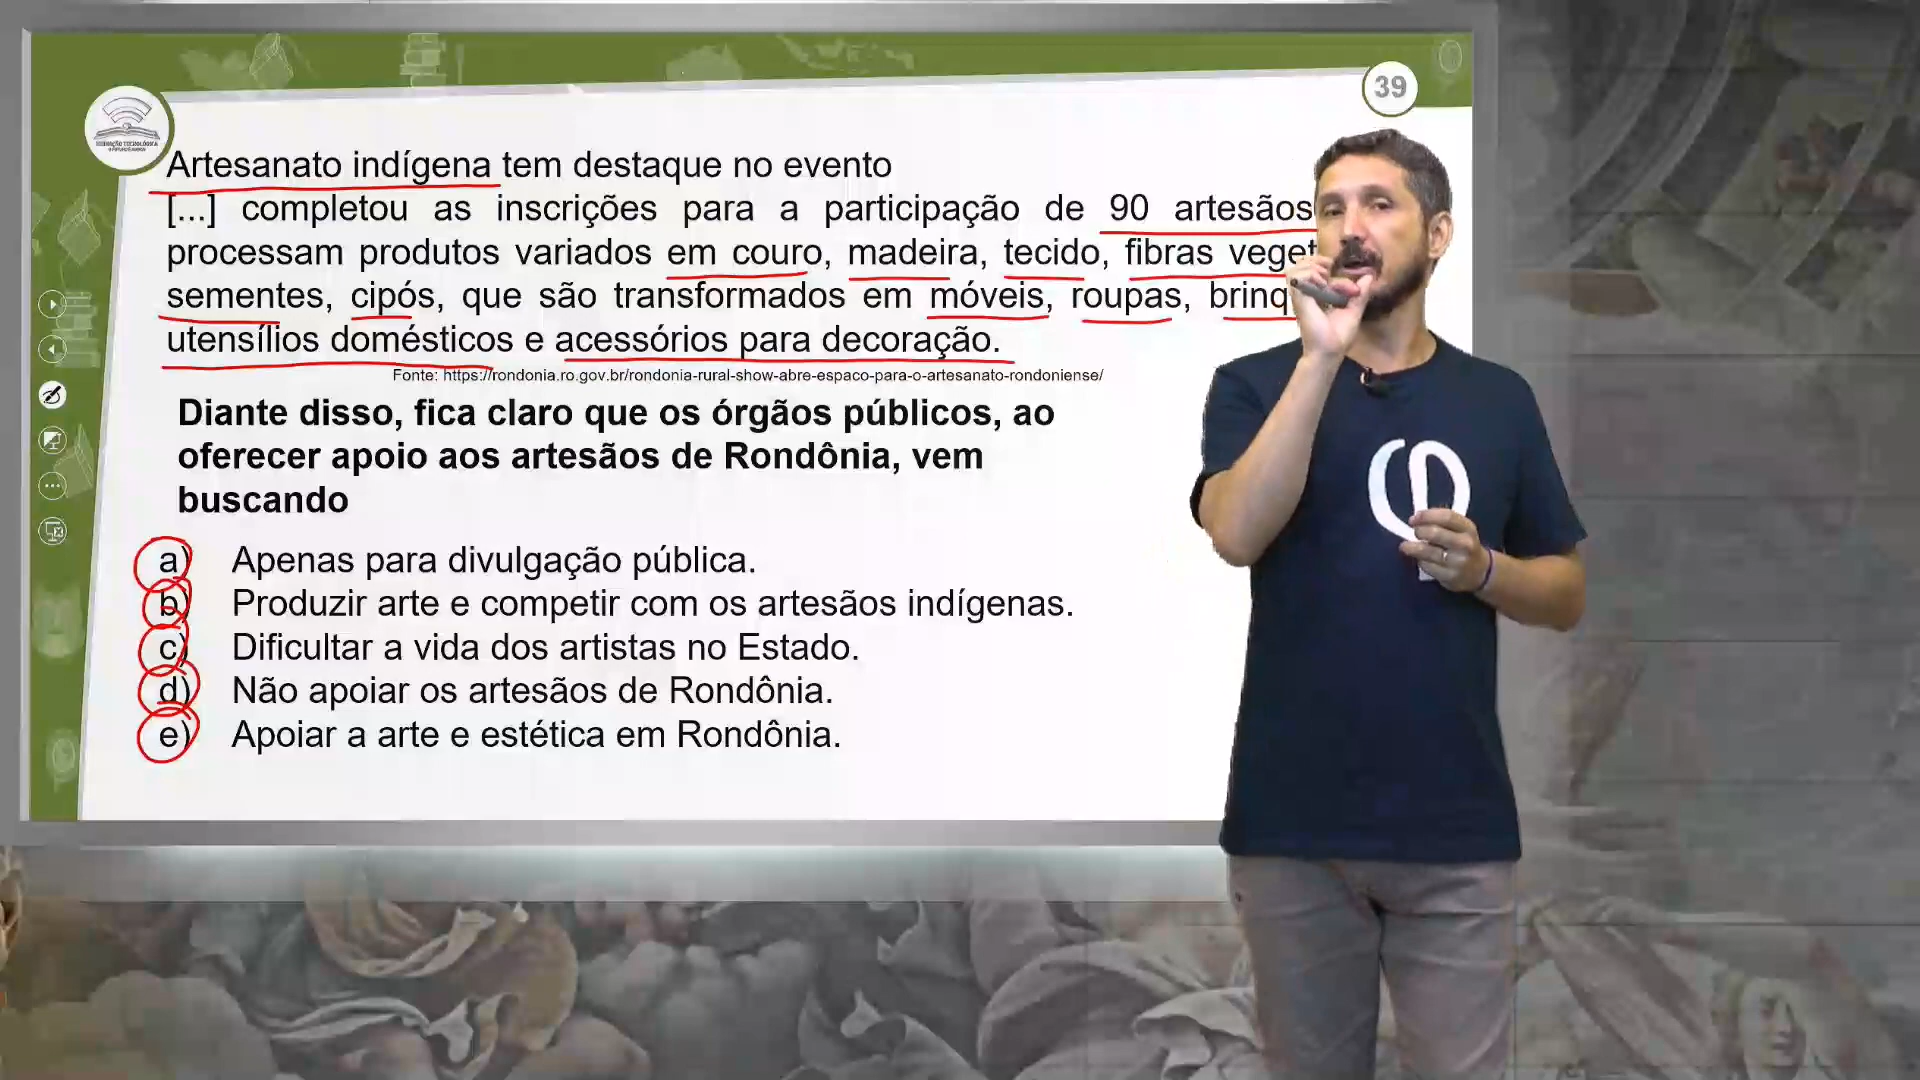 39
Artesanato indígena tem destaque no evento
[...] completou as inscrições para a participação de 90 artesãos
processam produtos variados em couro, madeira, tecido, fibras veget
sementes, cipós, que são transformados em móveis, roupas, brinq
utensílios domésticos e acessórios para decoração.
Fonte: https://rondonia.ro.gov.br/rondonia-rural-show-abre-espaco-para-o-artesanato-rondoniense/
Diante disso, fica claro que os órgãos públicos, ao
oferecer apoio aos artesãos de Rondônia, vem
buscando
a) Apenas para divulgação pública.
b) Produzir arte e competir com os artesãos indígenas.
c) Dificultar a vida dos artistas no Estado.
d) Não apoiar os artesãos de Rondônia.
e) Apoiar a arte e estética em Rondônia.